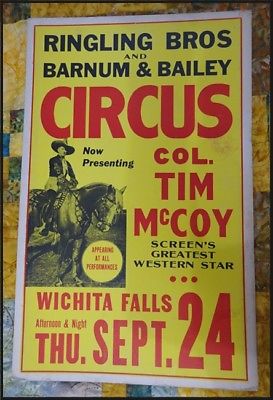 RINGLING BROS
AND
BARNUM & BAILEY
CIRCUS
Now
Presenting
COL.
TIM
McCOY
SCREEN'S
GREATEST
WESTERN STAR
APPEARING
AT ALL
PERFORMANCES
WICHITA FALLS
Afternoon & Night
THU. SEPT. 24